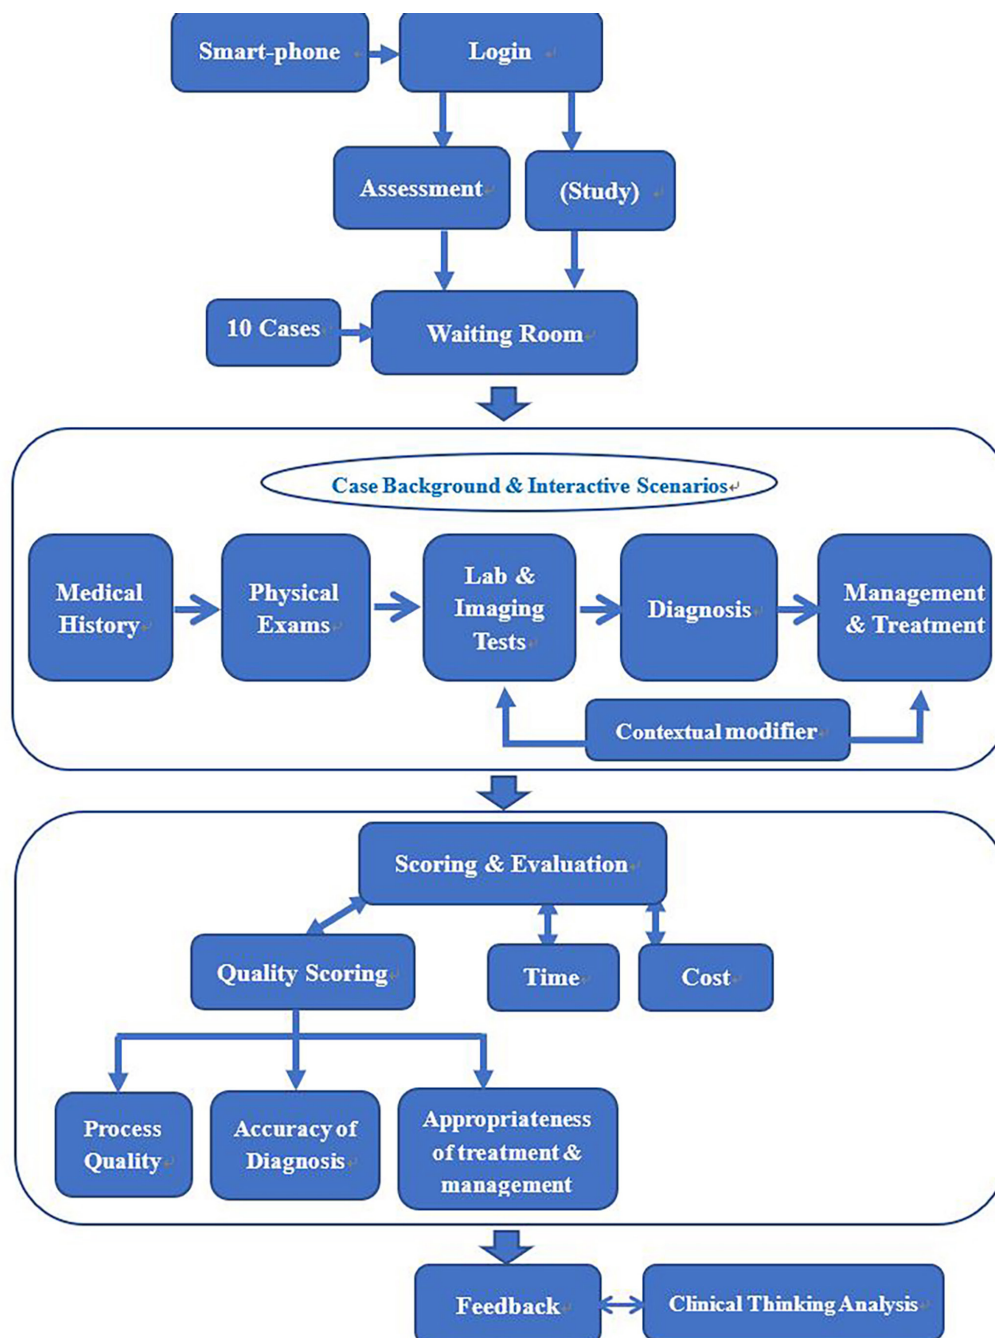 Smart-phone
Login
Assessment
(Study)
10 Cases
Waiting Room
Case Background & Interactive Scenarios
Medical
History
Physical
Exams
Lab &
Imaging
Tests
Diagnosis
Management
& Treatment
Contextual modifier
Scoring & Evaluation
Quality Scoring
Time
Cost
Process
Quality
Accuracy of
Diagnosis
Appropriateness
of treatment &
management
Feedback
Clinical Thinking Analysis